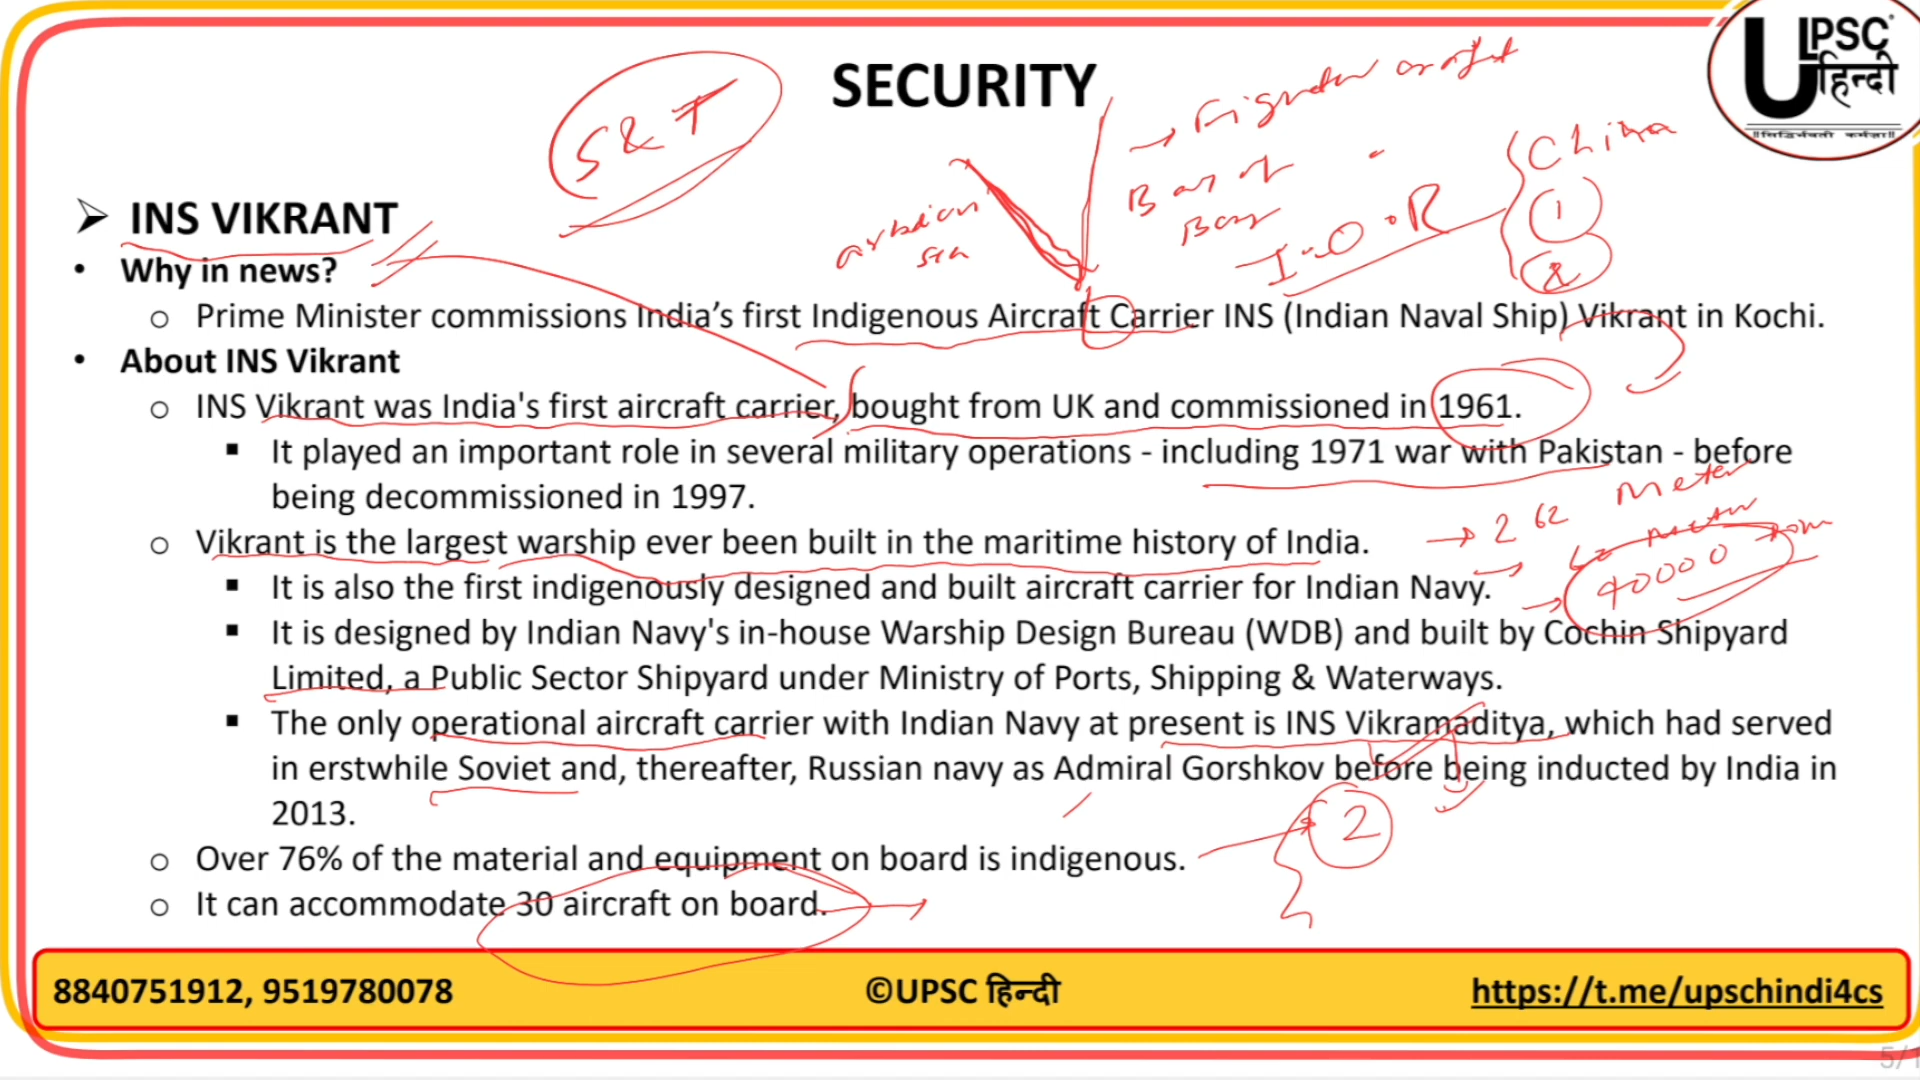 SECURITY
UPSC
हिन्दी
S & T
China
1
&
Bay of
I.O.R
➢ INS VIKRANT
• Why in news?
o Prime Minister commissions India’s first Indigenous Aircraft Carrier INS (Indian Naval Ship) Vikrant in Kochi.
• About INS Vikrant
o INS Vikrant was India's first aircraft carrier, bought from UK and commissioned in 1961.
▪ It played an important role in several military operations - including 1971 war with Pakistan - before
being decommissioned in 1997.
→ 262 Meter
o Vikrant is the largest warship ever been built in the maritime history of India.
→ 40000
▪ It is also the first indigenously designed and built aircraft carrier for Indian Navy.
▪ It is designed by Indian Navy's in-house Warship Design Bureau (WDB) and built by Cochin Shipyard
Limited, a Public Sector Shipyard under Ministry of Ports, Shipping & Waterways.
▪ The only operational aircraft carrier with Indian Navy at present is INS Vikramaditya, which had served
in erstwhile Soviet and, thereafter, Russian navy as Admiral Gorshkov before being inducted by India in
2013.
2
o Over 76% of the material and equipment on board is indigenous.
o It can accommodate 30 aircraft on board.
8840751912, 9519780078
©UPSC हिन्दी
https://t.me/upschindi4cs